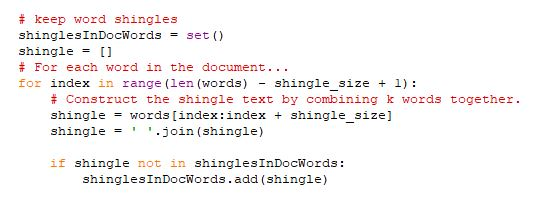 # keep word shingles
shinglesInDocWords = set()
shingle = []
# For each word in the document...
for index in range(len(words) - shingle_size + 1):
    # Construct the shingle text by combining k words together.
    shingle = words[index:index + shingle_size]
    shingle = ' '.join(shingle)

    if shingle not in shinglesInDocWords:
        shinglesInDocWords.add(shingle)